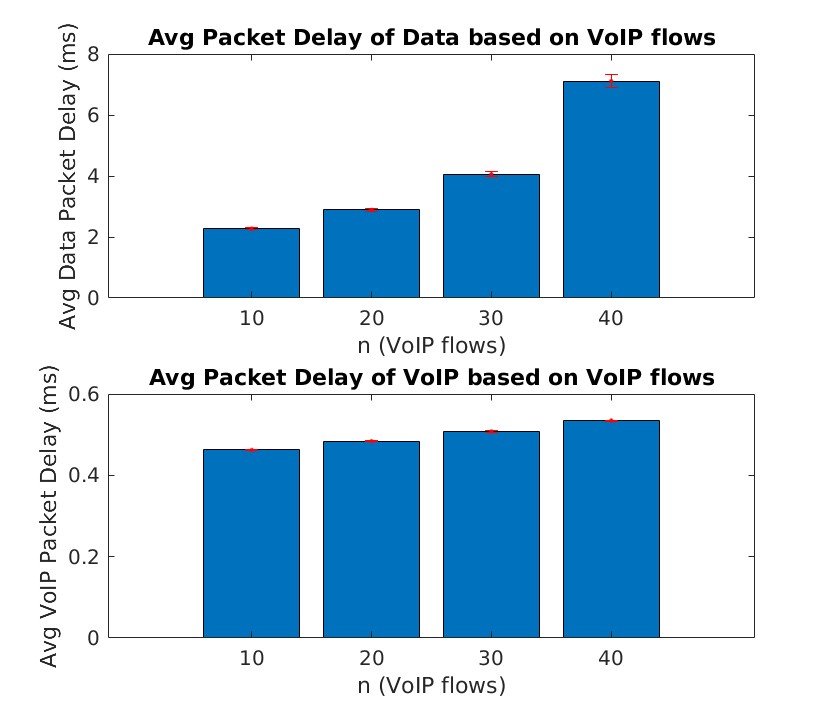 Avg Packet Delay of Data based on VoIP flows
Avg Data Packet Delay (ms)
8
6
4
2
0
10 20 30 40
n (VoIP flows)
Avg Packet Delay of VoIP based on VoIP flows
Avg VoIP Packet Delay (ms)
0.6
0.4
0.2
0
10 20 30 40
n (VoIP flows)